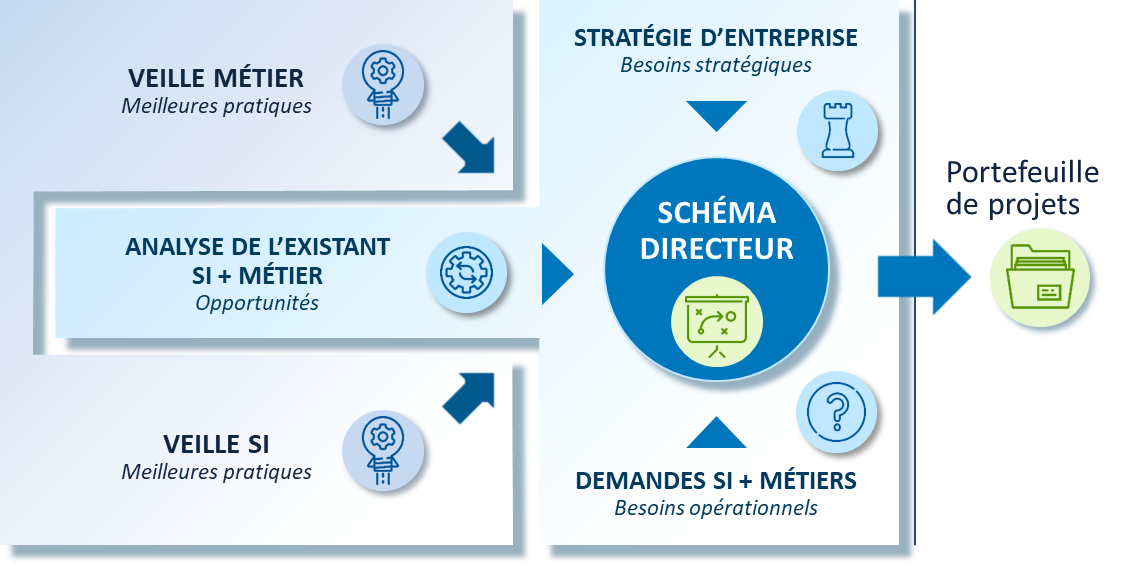 VEILLE MÉTIER
Meilleures pratiques
ANALYSE DE L’EXISTANT
SI + MÉTIER
Opportunités
VEILLE SI
Meilleures pratiques
STRATÉGIE D’ENTREPRISE
Besoins stratégiques
SCHÉMA
DIRECTEUR
DEMANDES SI + MÉTIERS
Besoins opérationnels
Portefeuille
de projets